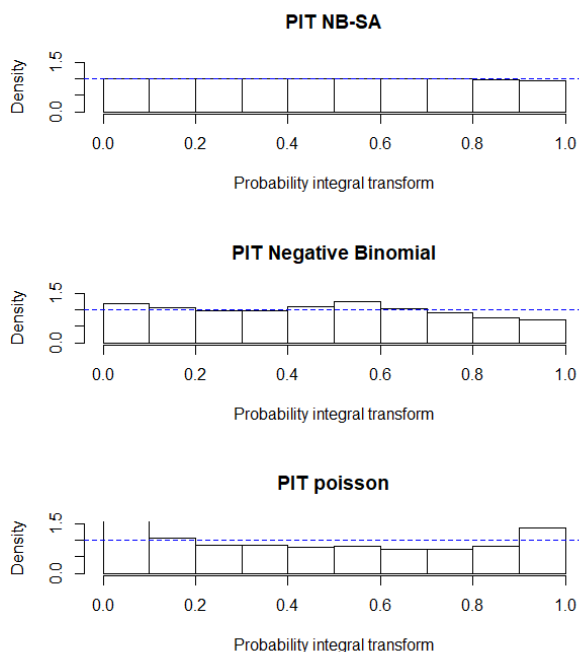 PIT NB-SA
Density
1.5
0.0
0.0 0.2 0.4 0.6 0.8 1.0
Probability integral transform
PIT Negative Binomial
Density
1.5
0.0
0.0 0.2 0.4 0.6 0.8 1.0
Probability integral transform
PIT poisson
Density
1.5
0.0
0.0 0.2 0.4 0.6 0.8 1.0
Probability integral transform